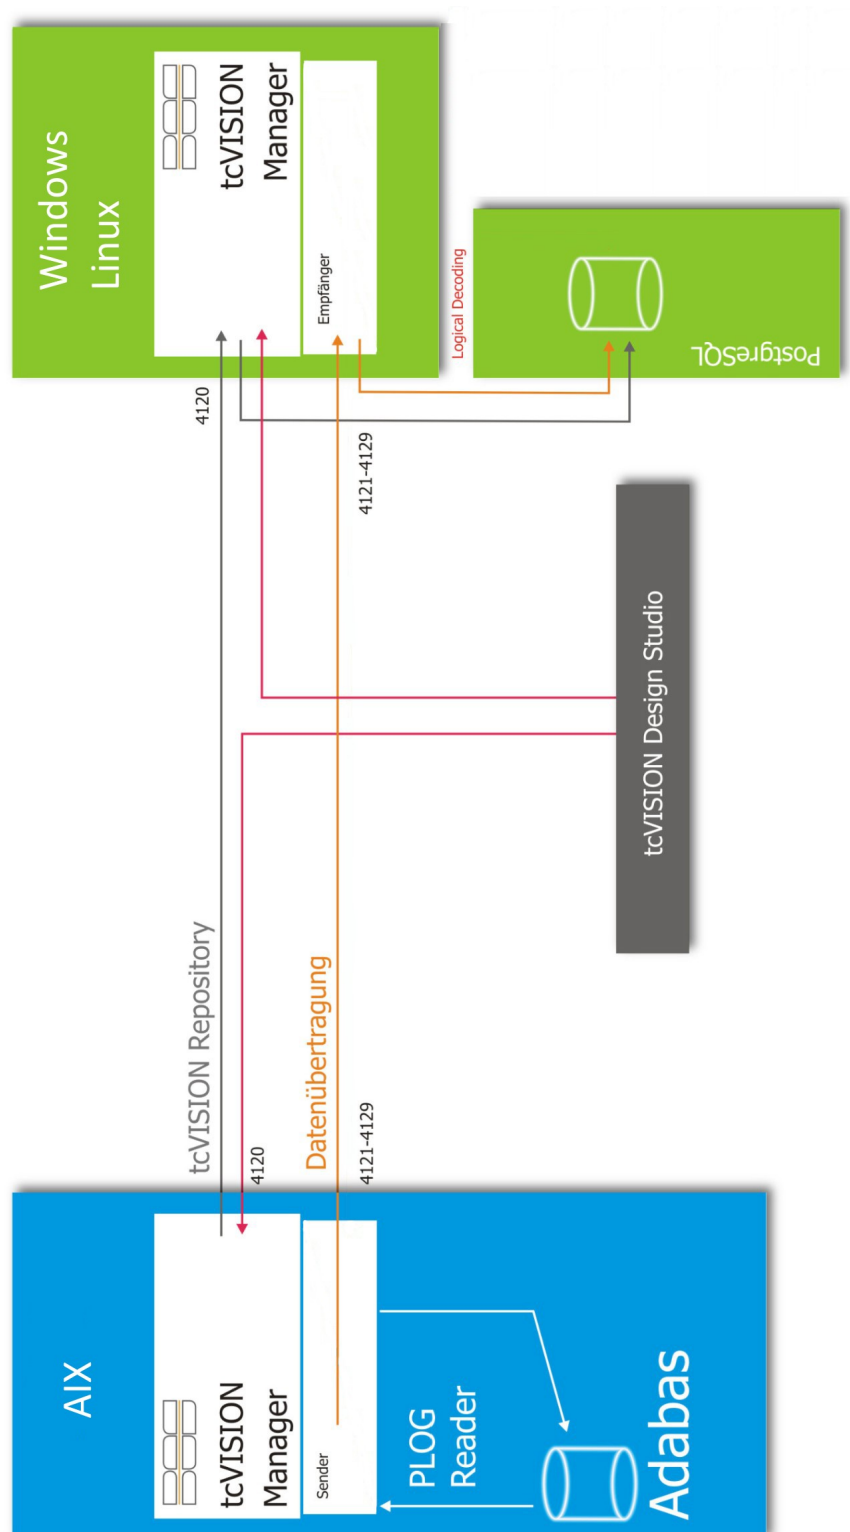 AIX
tcVISION
Manager
Sender
PLOG
Reader
Adabas
tcVISION Repository
4120
Datenübertragung
4121-4129
tcVISION Design Studio
4120
4121-4129
Windows
Linux
tcVISION
Manager
Empfänger
Logical Decoding
PostgreSQL